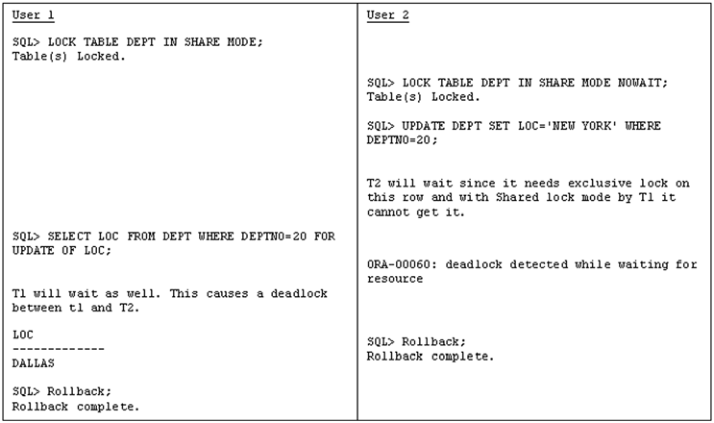 User 1
SQL> LOCK TABLE DEPT IN SHARE MODE;
Table(s) Locked.
SQL> SELECT LOC FROM DEPT WHERE DEPTNO=20 FOR
UPDATE OF LOC;
T1 will wait as well. This causes a deadlock
between t1 and T2.
LOC
-------------
DALLAS
SQL> Rollback;
Rollback complete.
User 2
SQL> LOCK TABLE DEPT IN SHARE MODE NOWAIT;
Table(s) Locked.
SQL> UPDATE DEPT SET LOC='NEW YORK' WHERE
DEPTNO=20;
T2 will wait since it needs exclusive lock on
this row and with Shared lock mode by T1 it
cannot get it.
ORA-00060: deadlock detected while waiting for
resource
SQL> Rollback;
Rollback complete.